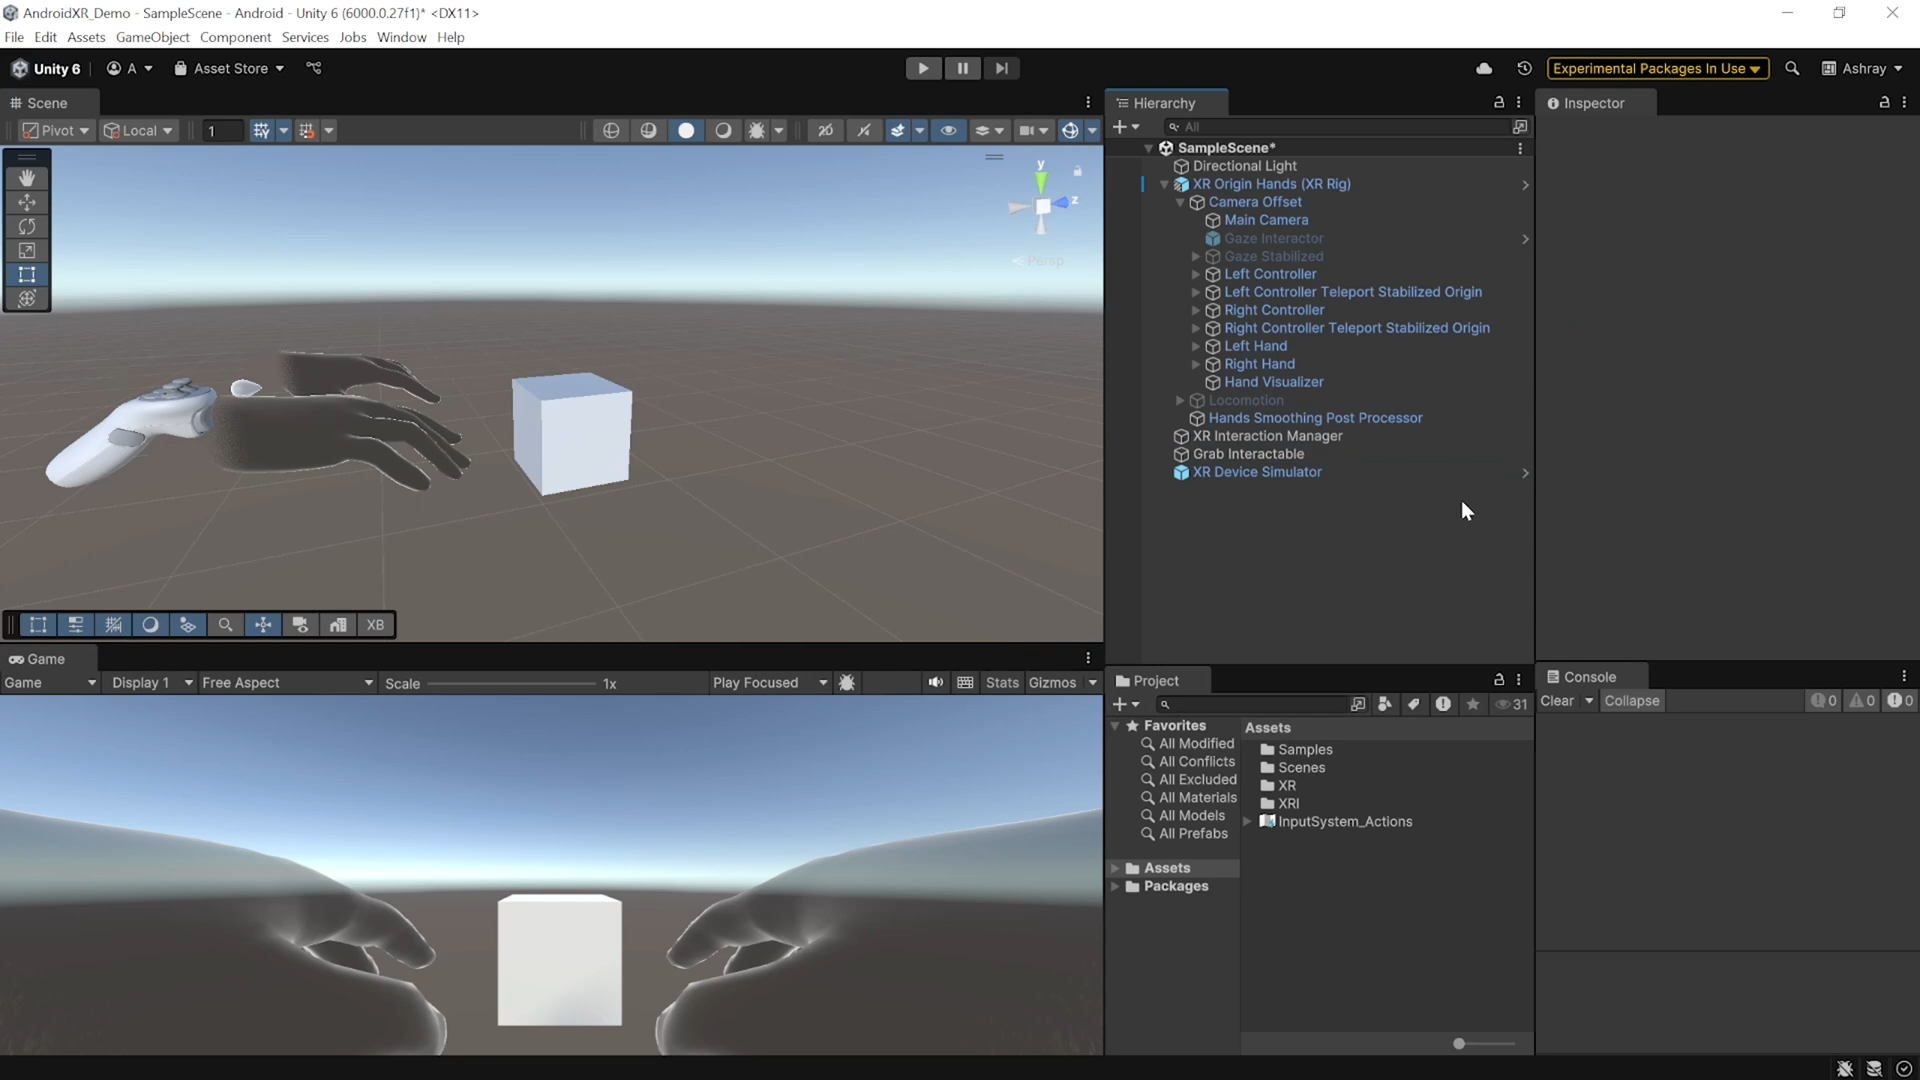 AndroidXR_Demo - SampleScene - Android - Unity 6 (6000.0.27f1)* <DX11>
File Edit Assets GameObject Component Services Jobs Window Help
Unity 6 A Asset Store Experimental Packages In Use Ashray
Scene
Pivot Local 1
y
z
Persp
XB
Hierarchy
All
SampleScene*
Directional Light
XR Origin Hands (XR Rig)
Camera Offset
Main Camera
Gaze Interactor
Gaze Stabilized
Left Controller
Left Controller Teleport Stabilized Origin
Right Controller
Right Controller Teleport Stabilized Origin
Left Hand
Right Hand
Hand Visualizer
Locomotion
Hands Smoothing Post Processor
XR Interaction Manager
Grab Interactable
XR Device Simulator
Inspector
Game
Game Display 1 Free Aspect Scale 1x Play Focused Stats Gizmos
Project
31
Favorites
All Modified
All Conflicts
All Excluded
All Materials
All Models
All Prefabs
Assets
Packages
Assets
Samples
Scenes
XR
XRI
InputSystem_Actions
Console
Clear Collapse 0 0 0